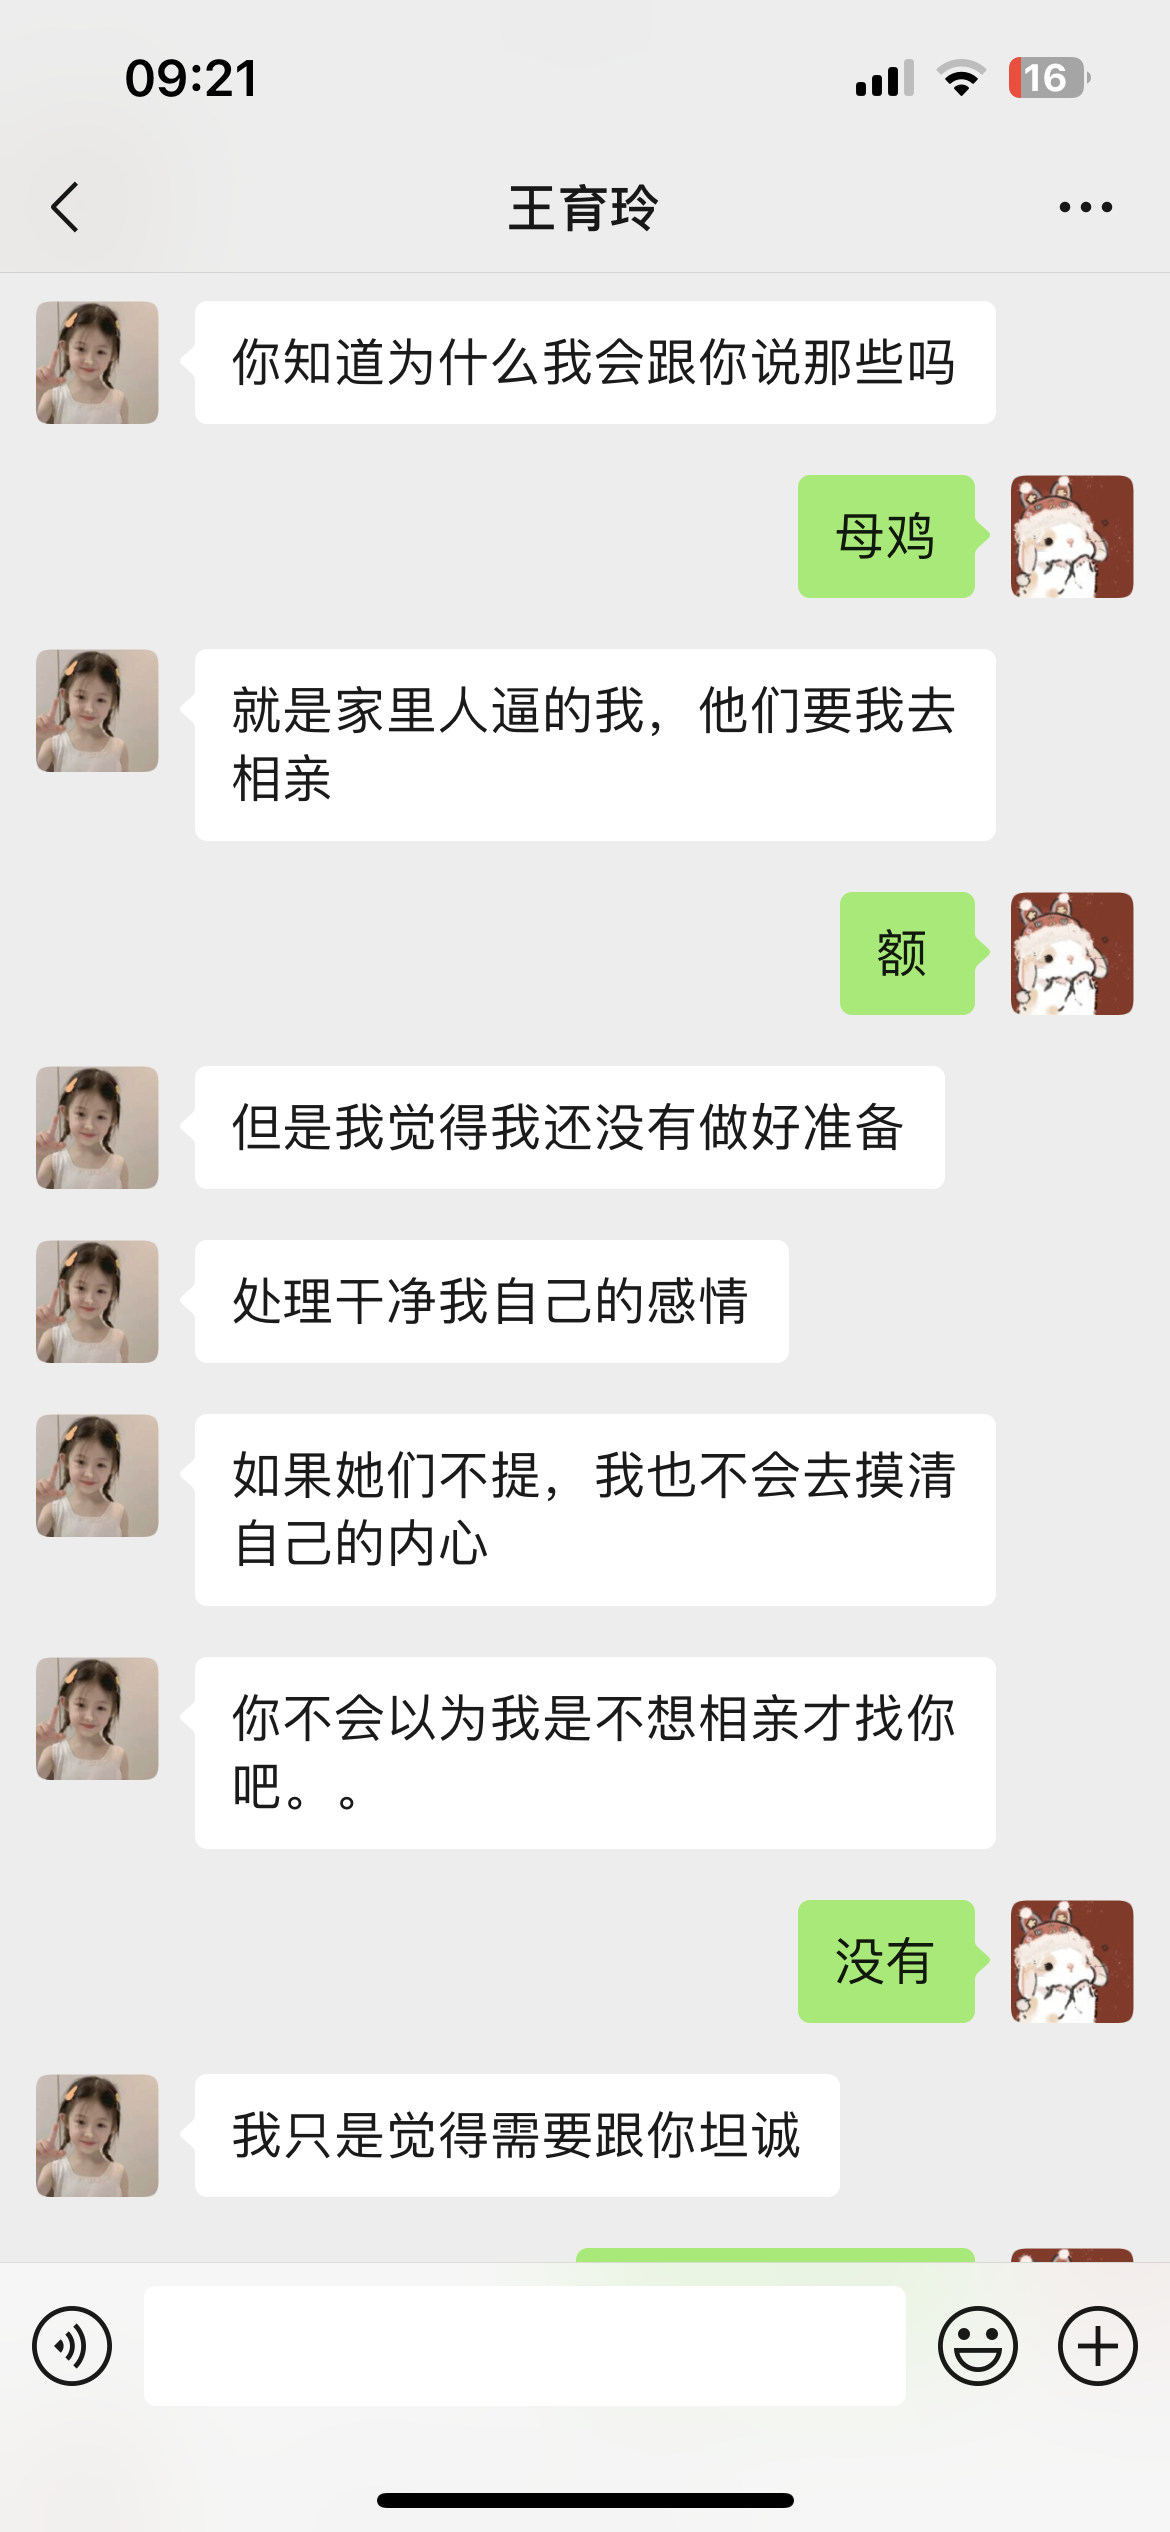 09:21
16
王育玲
你知道为什么我会跟你说那些吗
母鸡
就是家里人逼的我，他们要我去
相亲
额
但是我觉得我还没有做好准备
处理干净我自己的感情
如果她们不提，我也不会去摸清
自己的内心
你不会以为我是不想相亲才找你
吧。。
没有
我只是觉得需要跟你坦诚